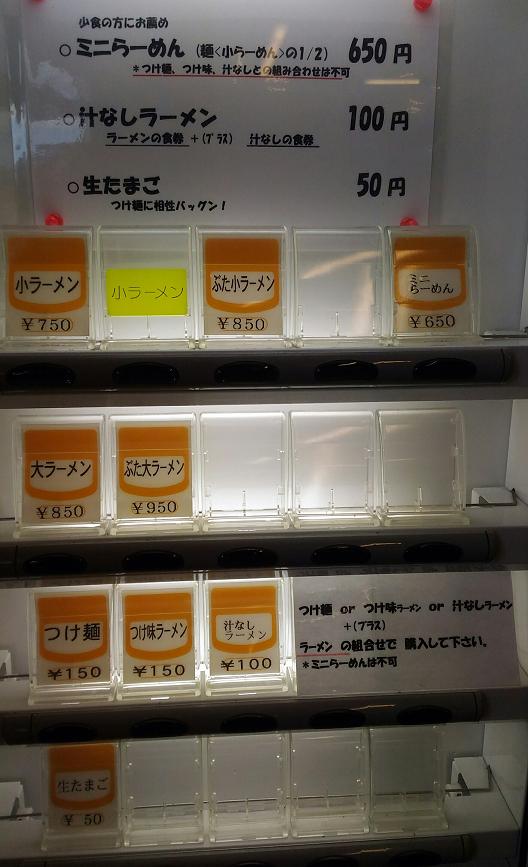 少食の方にお薦め
○ミニらーめん (麺<小らーめん>の1/2) 650円
*つけ麺、つけ味、汁なしとの組み合わせは不可
○汁なしラーメン 100円
ラーメンの食券 +(プラス) 汁なしの食券
○生たまご 50円
つけ麺に相性バッグン!
小ラーメン
¥750
小ラーメン
ぶた小ラーメン
¥850
ミニ
らーめん
¥650
大ラーメン
¥850
ぶた大ラーメン
¥950
つけ麺
¥150
つけ味ラーメン
¥150
汁なし
ラーメン
¥100
つけ麺 or つけ味ラーメン or 汁なしラーメン
+(プラス)
ラーメン の組合せで 購入して下さい。
*ミニらーめんは不可
生たまご
¥ 50